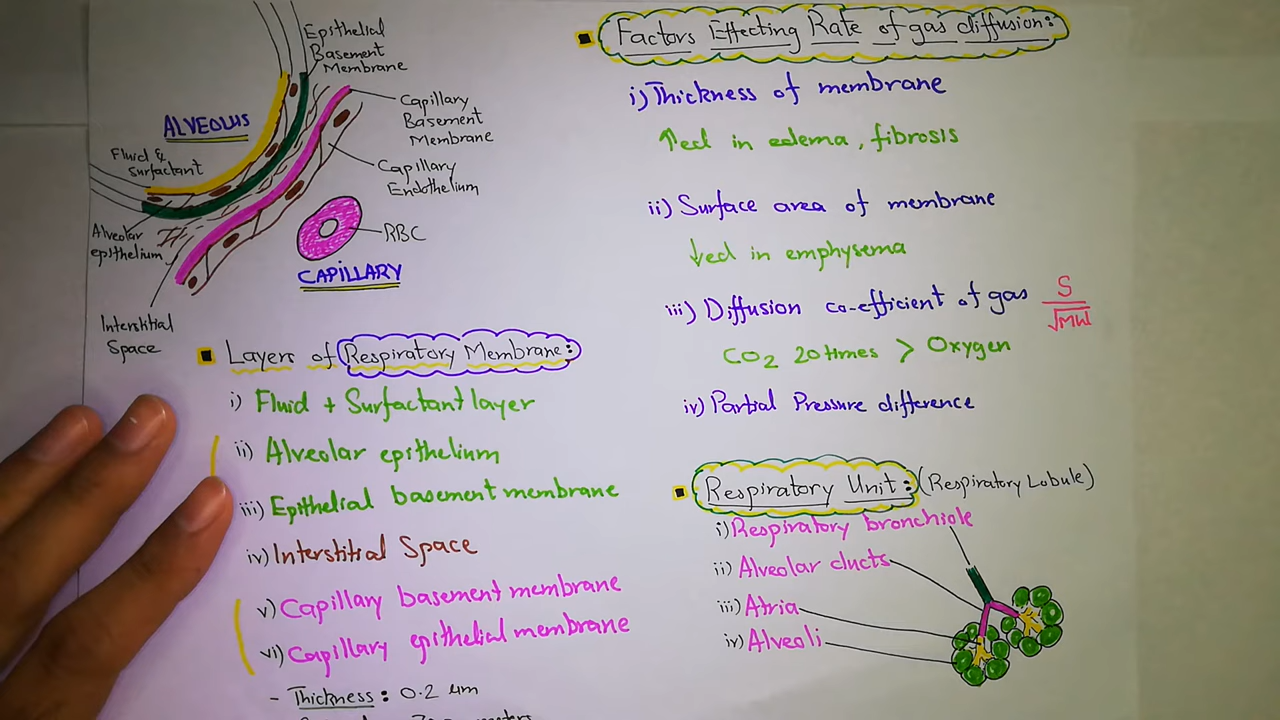 Epithelial
Basement
Membrane
ALVEOLUS
Fluid &
Surfactant
Capillary
Basement
Membrane
Capillary
Endothelium
RBC
CAPILLARY
Alveolar
epithelium
Interstitial
Space
Layers of Respiratory Membrane:
i) Fluid + Surfactant layer
ii) Alveolar epithelium
iii) Epithelial basement membrane
iv) Interstitial Space
v) Capillary basement membrane
vi) Capillary epithelial membrane
- Thickness: 0.2 um
Factors Effecting Rate of gas diffusion:
i) Thickness of membrane
↑ed in edema, fibrosis
ii) Surface area of membrane
↓ed in emphysema
iii) Diffusion co-efficient of gas S/√MW
CO2 20 times > Oxygen
iv) Partial Pressure difference
Respiratory Unit: (Respiratory Lobule)
i) Respiratory bronchiole
ii) Alveolar ducts
iii) Atria
iv) Alveoli